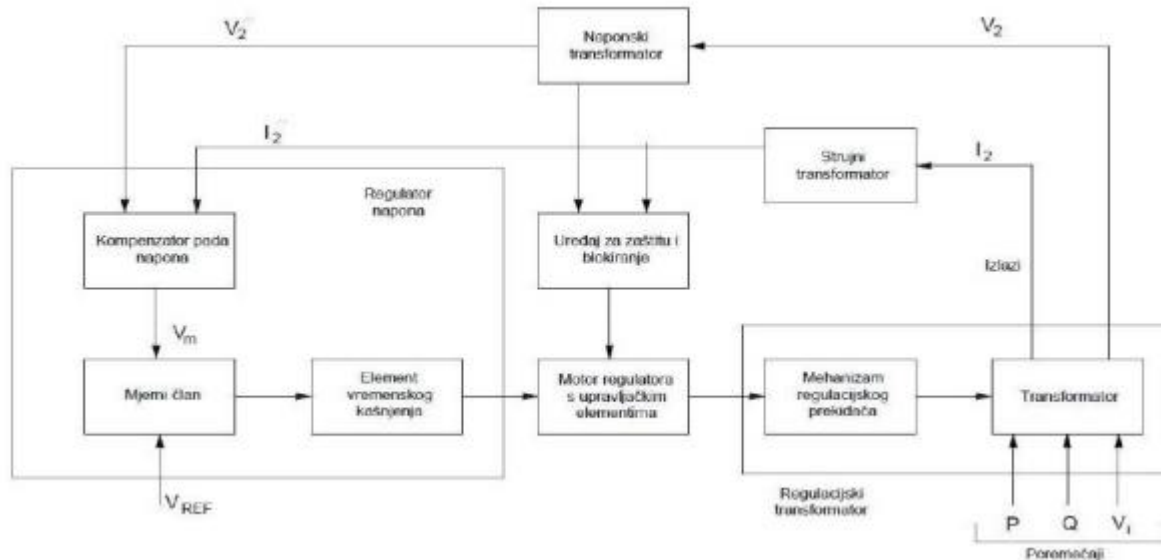 V2''
Naponski
transformator
V2
I2''
Strujni
transformator
I2
Regulator
napona
Kompenzator pada
napona
Uređaj za zaštitu i
blokiranje
Izlazi
Vm
Mjerni član
Element
vremenskog
kašnjenja
Motor regulatora
s upravljačkim
elementima
Mehanizam
regulacijskog
prekidača
Transformator
VREF
Regulacijski
transformator
P Q V1
Poremećaji